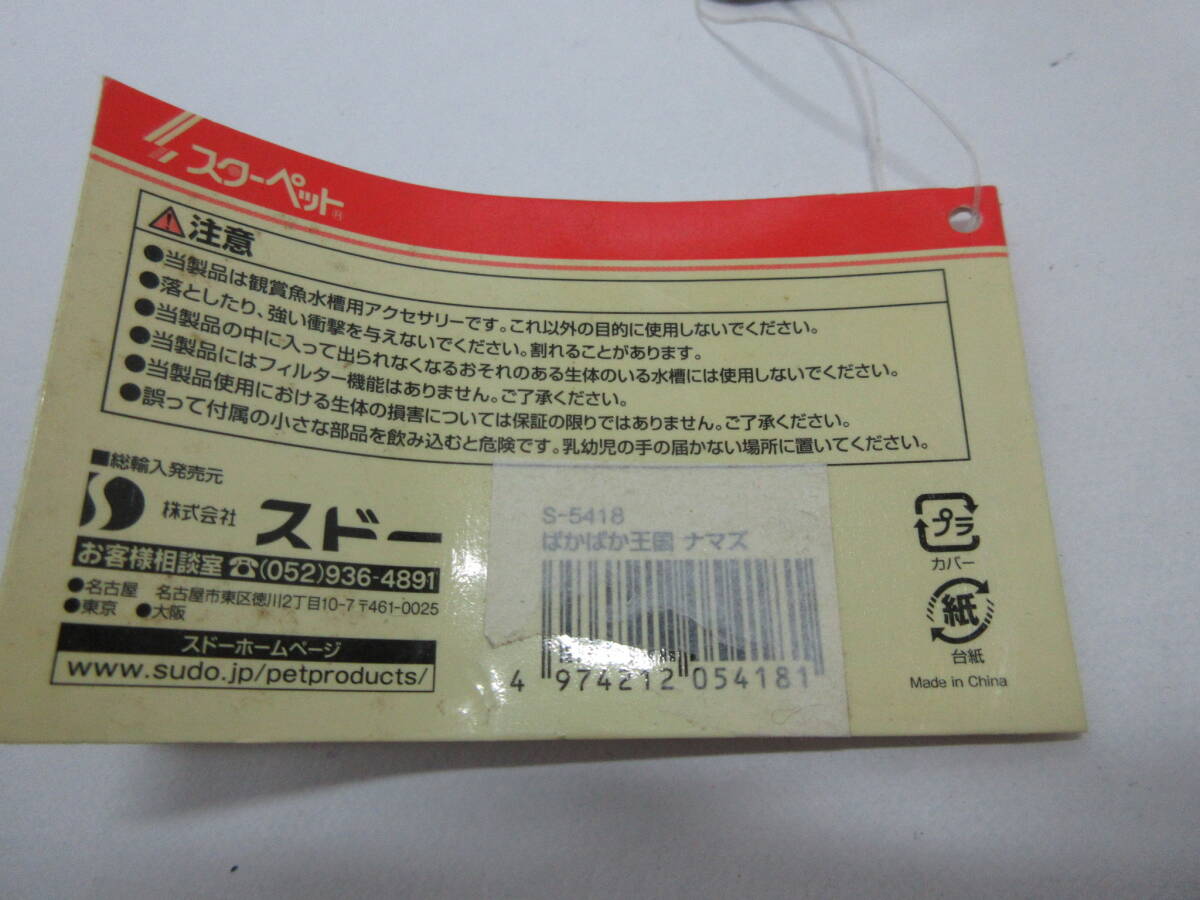 スターペット®
注意
●当製品は観賞魚水槽用アクセサリーです。これ以外の目的に使用しないでください。
●落としたり、強い衝撃を与えないでください。割れることがあります。
●当製品の中に入って出られなくなるおそれのある生体のいる水槽には使用しないでください。
●当製品にはフィルター機能はありません。ご了承ください。
●当製品使用における生体の損害については保証の限りではありません。ご了承ください。
●誤って付属の小さな部品を飲み込むと危険です。乳幼児の手の届かない場所に置いてください。
■総輸入発売元
株式会社 スドー
お客様相談室☎(052)936-4891
●名古屋 名古屋市東区徳川2丁目10-7 〒461-0025
●東京 ●大阪
スドーホームページ
www.sudo.jp/petproducts/
S-5418
ぱかぱか王国 ナマズ
4 974212 054181
プラ
カバー
紙
台紙
Made in China